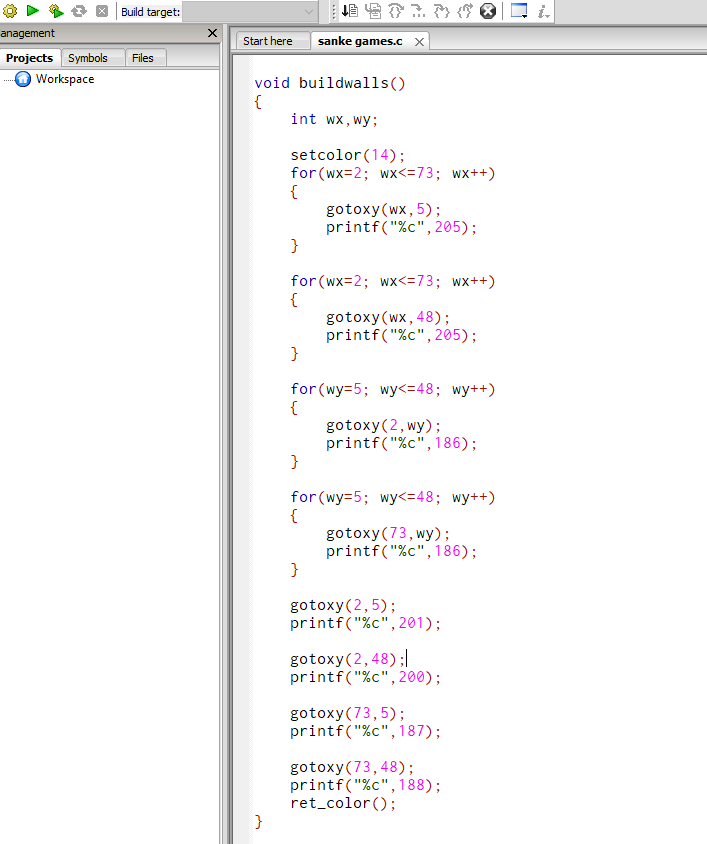 Build target:
anagement
Projects Symbols Files
Workspace
Start here sanke games.c
void buildwalls()
{
    int wx,wy;

    setcolor(14);
    for(wx=2; wx<=73; wx++)
    {
        gotoxy(wx,5);
        printf("%c",205);
    }

    for(wx=2; wx<=73; wx++)
    {
        gotoxy(wx,48);
        printf("%c",205);
    }

    for(wy=5; wy<=48; wy++)
    {
        gotoxy(2,wy);
        printf("%c",186);
    }

    for(wy=5; wy<=48; wy++)
    {
        gotoxy(73,wy);
        printf("%c",186);
    }

    gotoxy(2,5);
    printf("%c",201);

    gotoxy(2,48);
    printf("%c",200);

    gotoxy(73,5);
    printf("%c",187);

    gotoxy(73,48);
    printf("%c",188);
    ret_color();
}